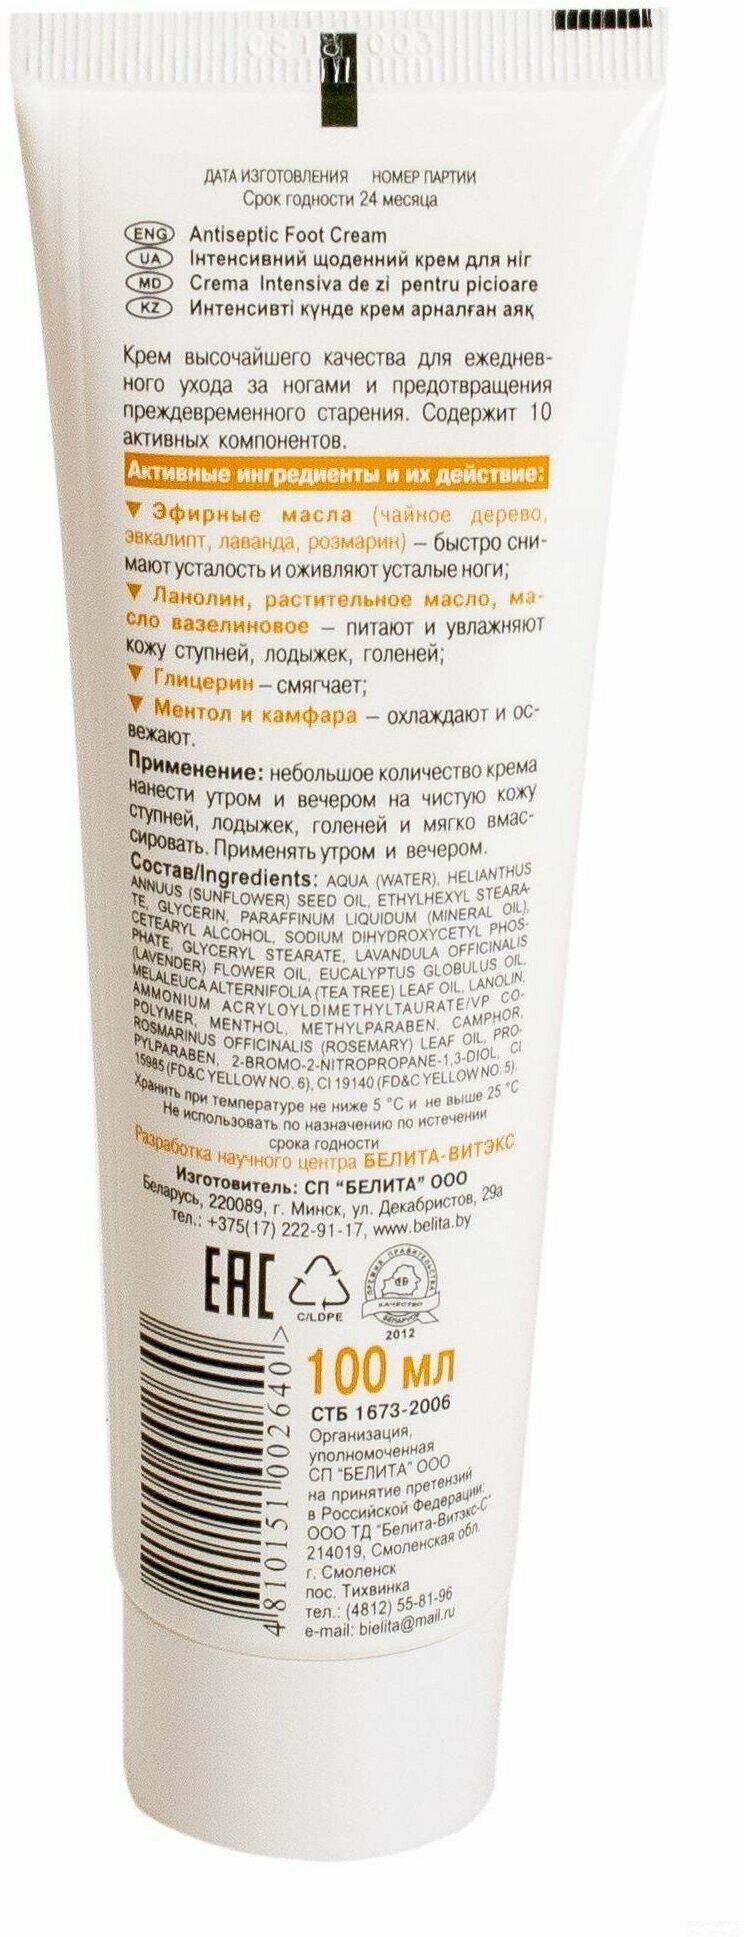 ДАТА ИЗГОТОВЛЕНИЯ НОМЕР ПАРТИИ
Срок годности 24 месяца
ENG Antiseptic Foot Cream
UA Інтенсивний щоденний крем для ніг
MD Crema Intensiva de zi pentru picioare
KZ Интенсивті күнде крем арналған аяқ
Крем высочайшего качества для ежеднев-
ного ухода за ногами и предотвращения
преждевременного старения. Содержит 10
активных компонентов.
Активные ингредиенты и их действие:
▼ Эфирные масла (чайное дерево,
эвкалипт, лаванда, розмарин) – быстро сни-
мают усталость и оживляют усталые ноги;
▼ Ланолин, растительное масло, ма-
сло вазелиновое – питают и увлажняют
кожу ступней, лодыжек, голеней;
▼ Глицерин – смягчает;
▼ Ментол и камфара – охлаждают и ос-
вежают.
Применение: небольшое количество крема
нанести утром и вечером на чистую кожу
ступней, лодыжек, голеней и мягко вмас-
сировать. Применять утром и вечером.
Состав/Ingredients: AQUA (WATER), HELIANTHUS
ANNUUS (SUNFLOWER) SEED OIL, ETHYLHEXYL STEARA-
TE, GLYCERIN, PARAFFINUM LIQUIDUM (MINERAL OIL),
CETEARYL ALCOHOL, SODIUM DIHYDROXYCETYL PHOS-
PHATE, GLYCERYL STEARATE, LAVANDULA OFFICINALIS
(LAVENDER) FLOWER OIL, EUCALYPTUS GLOBULUS OIL,
MELALEUCA ALTERNIFOLIA (TEA TREE) LEAF OIL, LANOLIN,
AMMONIUM ACRYLOYLDIMETHYLTAURATE/VP CO-
POLYMER, MENTHOL, METHYLPARABEN, CAMPHOR,
ROSMARINUS OFFICINALIS (ROSEMARY) LEAF OIL, PRO-
PYLPARABEN, 2-BROMO-2-NITROPROPANE-1,3-DIOL, CI
15985 (FD&C YELLOW NO. 6), CI 19140 (FD&C YELLOW NO. 5).
Хранить при температуре не ниже 5 °С и не выше 25 °С
Не использовать по назначению по истечении
срока годности
Разработка научного центра БЕЛИТА-ВИТЭКС
Изготовитель: СП "БЕЛИТА" ООО
Беларусь, 220089, г. Минск, ул. Декабристов, 29а
тел.: +375(17) 222-91-17, www.belita.by
EAC
C/LDPE
ПРЕМИЯ ПРАВИТЕЛЬСТВА
КАЧЕСТВО
БЕЛАРУСЬ
2012
100 мл
СТБ 1673-2006
Организация,
уполномоченная
СП "БЕЛИТА" ООО
на принятие претензий
в Российской Федерации:
ООО ТД "Белита-Витэкс-С"
214019, Смоленская обл.
г. Смоленск
пос. Тихвинка
тел.: (4812) 55-81-96
e-mail: bielita@mail.ru
4 810151 002640 >